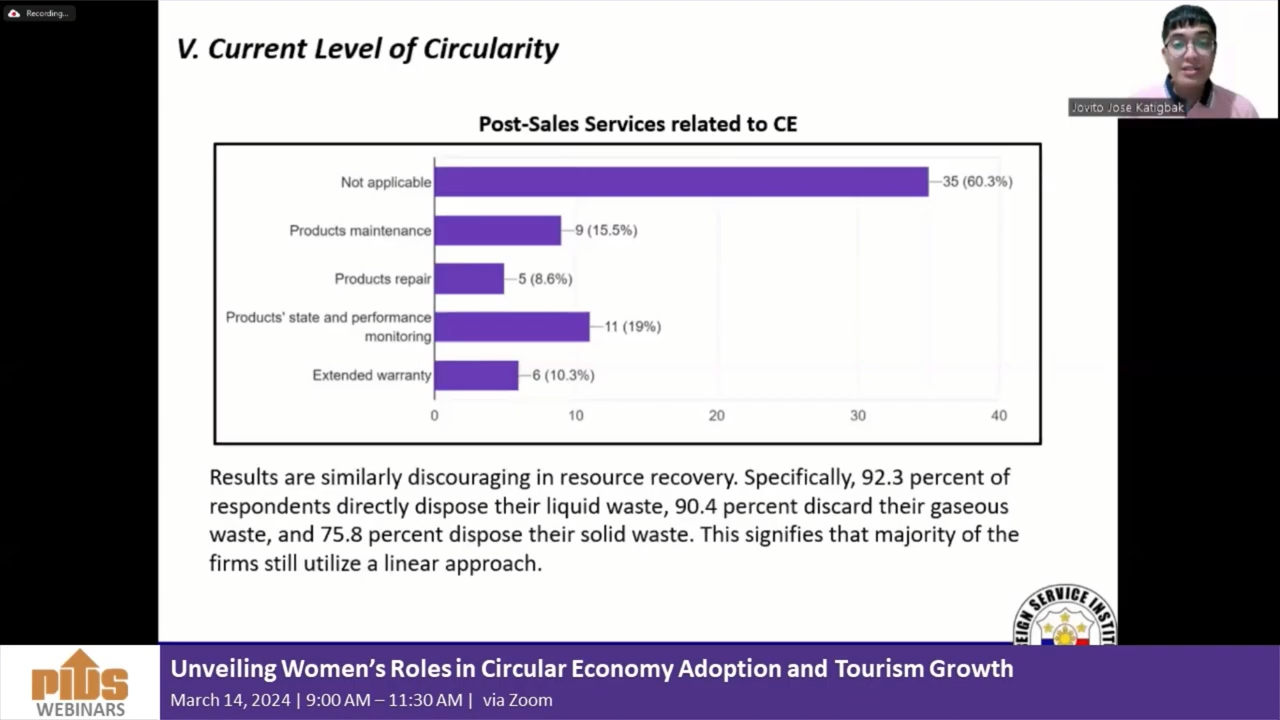 Recording...
V. Current Level of Circularity
Jovito Jose Katigbak
Post-Sales Services related to CE
Not applicable
35 (60.3%)
Products maintenance
9 (15.5%)
Products repair
5 (8.6%)
Products' state and performance
monitoring
11 (19%)
Extended warranty
6 (10.3%)
0
10
20
30
40
Results are similarly discouraging in resource recovery. Specifically, 92.3 percent of
respondents directly dispose their liquid waste, 90.4 percent discard their gaseous
waste, and 75.8 percent dispose their solid waste. This signifies that majority of the
firms still utilize a linear approach.
EIGN SERVICE INSTI
pids
WEBINARS
Unveiling Women's Roles in Circular Economy Adoption and Tourism Growth
March 14, 2024 | 9:00 AM – 11:30 AM | via Zoom